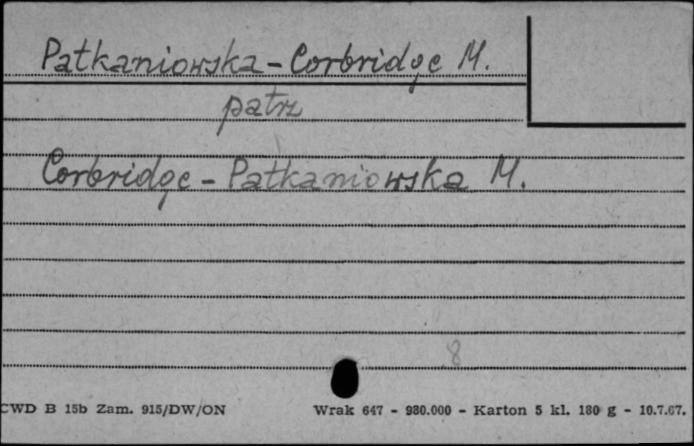 Patkaniowska-Corbridge M.
patrz
Corbridge-Patkaniowska M.
8
CWD B 15b Zam. 915/DW/ON Wrak 647 - 980.000 - Karton 5 kl. 180 g - 10.7.67.